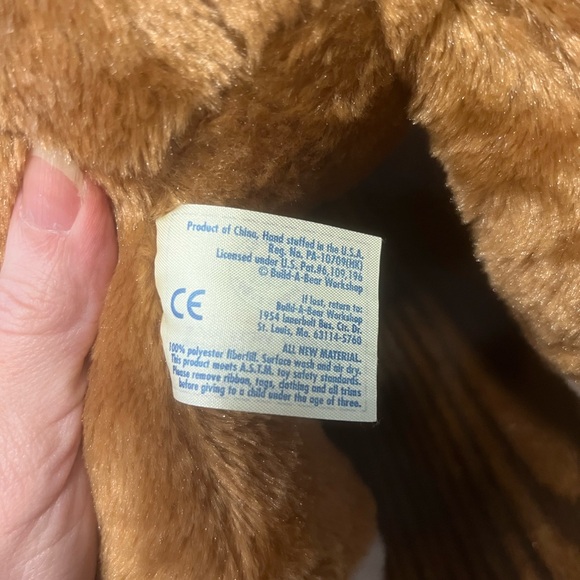 Product of China, Hand stuffed in the U.S.A.
Reg. No. PA-10709(HK)
Licensed under U.S. Pat.#6,109,196
© Build-A-Bear Workshop
If lost, return to:
Build-A-Bear Workshop
1954 Innerbelt Bus. Ctr. Dr.
St. Louis, Mo. 63114-5760
CE
ALL NEW MATERIAL.
100% polyester fiberfill. Surface wash and air dry.
This product meets A.S.T.M. toy safety standards.
Please remove ribbon, tags, clothing and all trims
before giving to a child under the age of three.